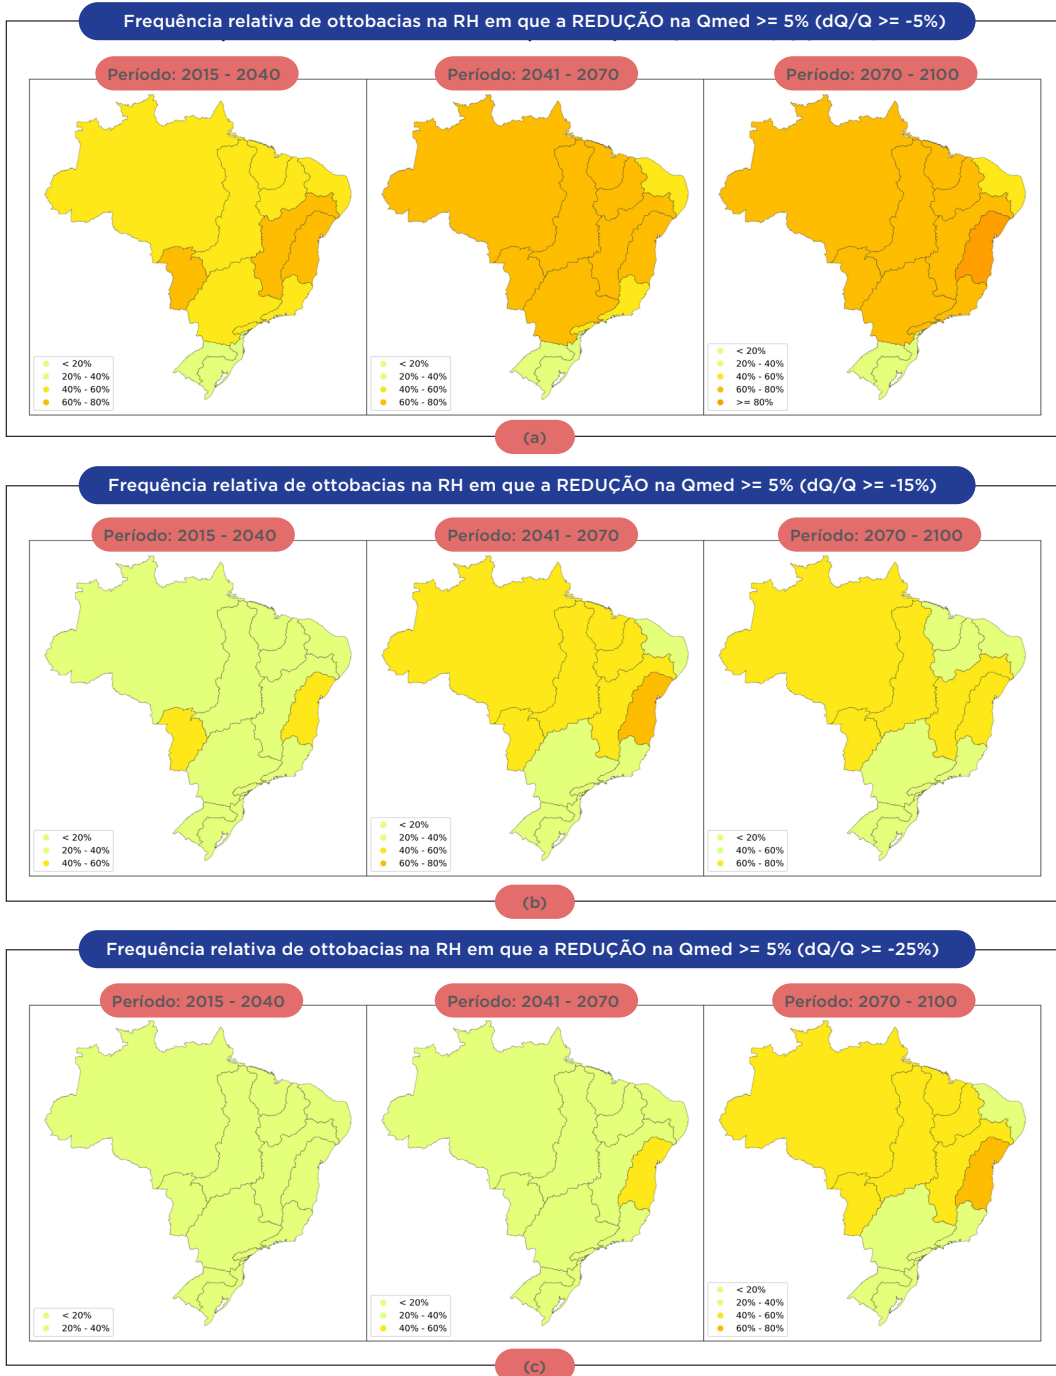 Frequência relativa de ottobacias na RH em que a REDUÇÃO na Qmed >= 5% (dQ/Q >= -5%)
Período: 2015 - 2040
Período: 2041 - 2070
Período: 2070 - 2100
< 20%
20% - 40%
40% - 60%
60% - 80%
< 20%
20% - 40%
40% - 60%
60% - 80%
< 20%
20% - 40%
40% - 60%
60% - 80%
>= 80%
(a)
Frequência relativa de ottobacias na RH em que a REDUÇÃO na Qmed >= 5% (dQ/Q >= -15%)
Período: 2015 - 2040
Período: 2041 - 2070
Período: 2070 - 2100
< 20%
20% - 40%
40% - 60%
< 20%
20% - 40%
40% - 60%
60% - 80%
< 20%
40% - 60%
60% - 80%
(b)
Frequência relativa de ottobacias na RH em que a REDUÇÃO na Qmed >= 5% (dQ/Q >= -25%)
Período: 2015 - 2040
Período: 2041 - 2070
Período: 2070 - 2100
< 20%
20% - 40%
< 20%
20% - 40%
40% - 60%
< 20%
20% - 40%
40% - 60%
60% - 80%
(c)